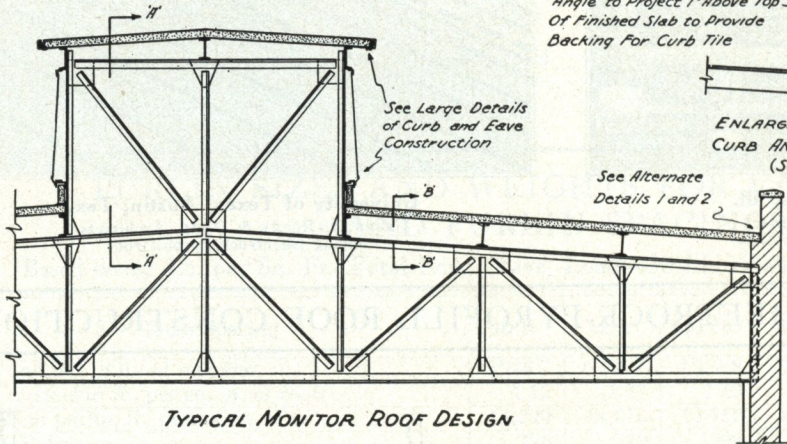 Angle to Project 1" Above Top
Of Finished Slab to Provide
Backing For Curb Tile
'A'
See Large Details
of Curb and Eave
Construction
ENLARG
CURB AN
(S
See Alternate
Details 1 and 2
'B'
'A'
'B'
TYPICAL MONITOR ROOF DESIGN